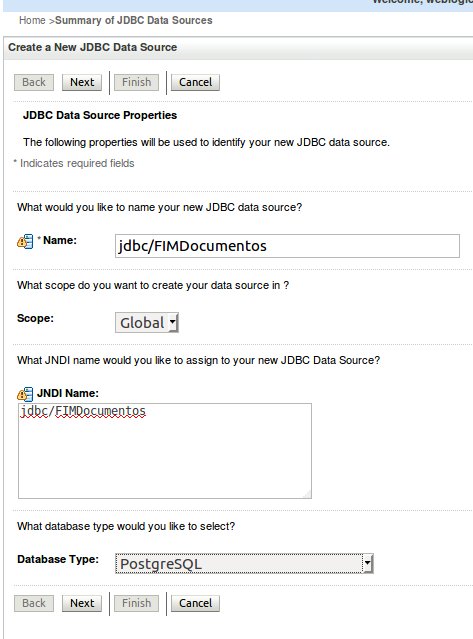 Welcome, weblogic
Home >Summary of JDBC Data Sources
Create a New JDBC Data Source
Back Next Finish Cancel
JDBC Data Source Properties
The following properties will be used to identify your new JDBC data source.
* Indicates required fields
What would you like to name your new JDBC data source?
* Name: jdbc/FIMDocumentos
What scope do you want to create your data source in ?
Scope: Global
What JNDI name would you like to assign to your new JDBC Data Source?
JNDI Name:
jdbc/FIMDocumentos
What database type would you like to select?
Database Type: PostgreSQL
Back Next Finish Cancel